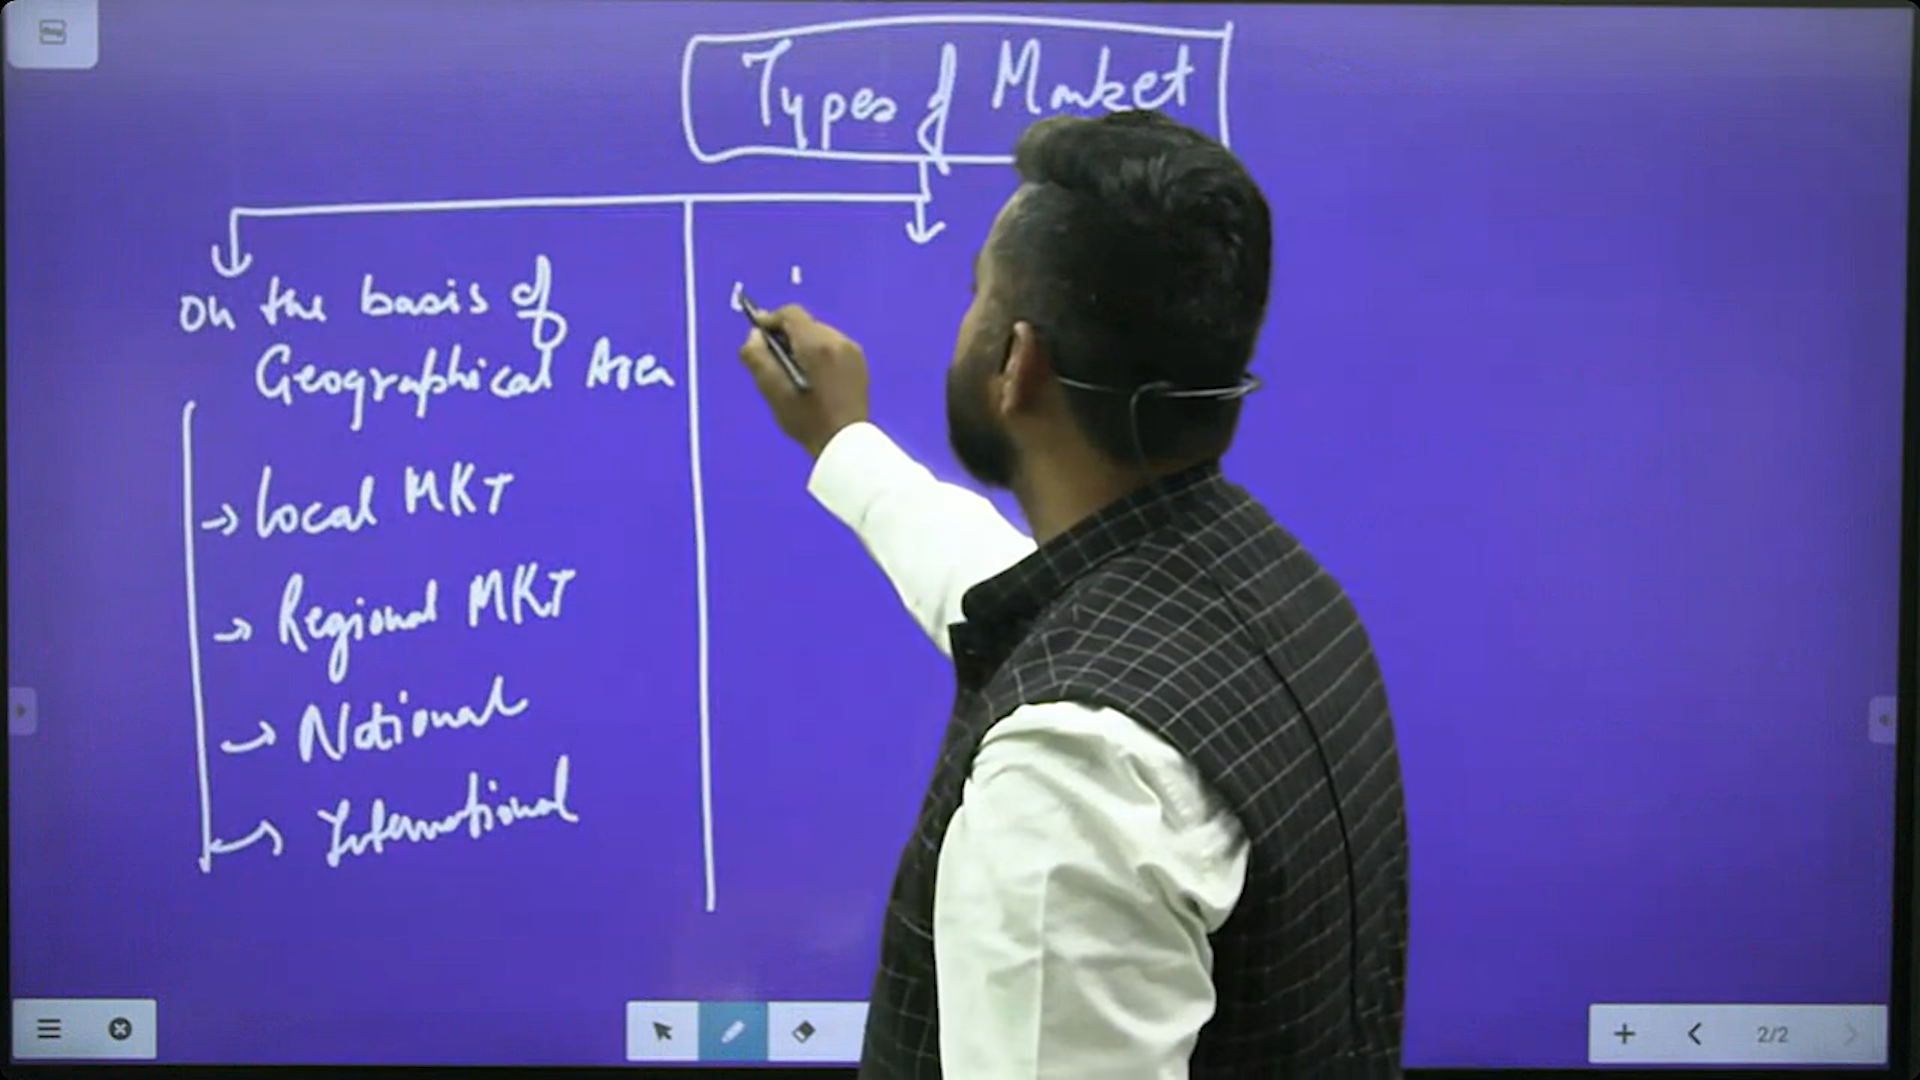 Types of Market
On the basis of
Geographical Area
→ Local MKT
→ Regional MKT
→ National
→ International
2/2